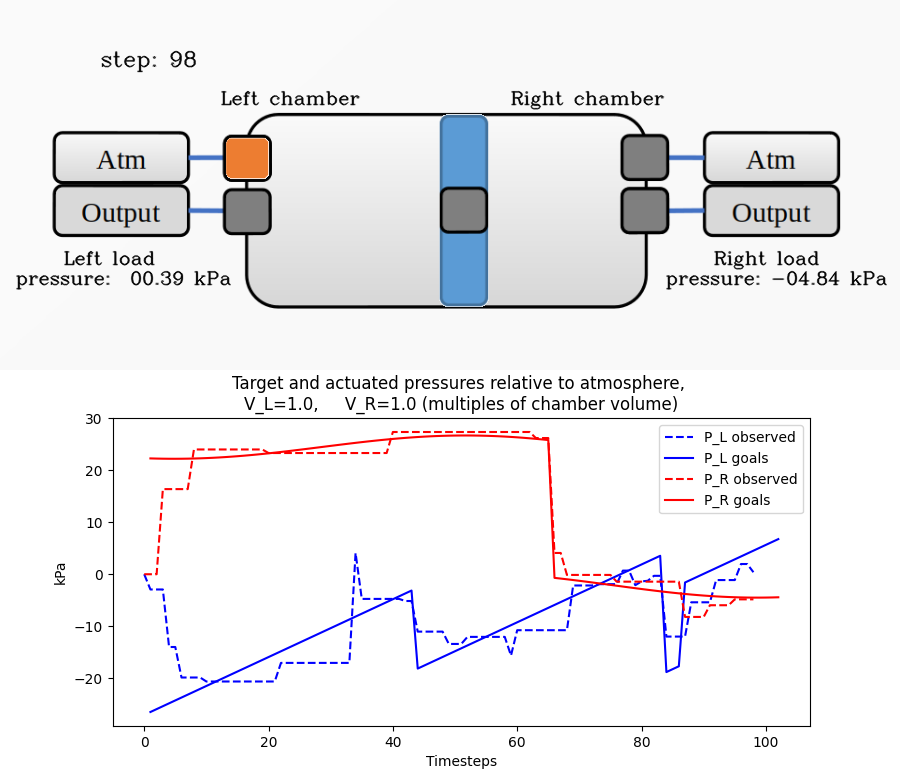 step: 98
Left chamber
Right chamber
Atm
Atm
Output
Output
Left load
pressure:  00.39 kPa
Right load
pressure: −04.84 kPa
Target and actuated pressures relative to atmosphere,
V_L=1.0,     V_R=1.0 (multiples of chamber volume)
30
20
10
0
−10
−20
kPa
P_L observed
P_L goals
P_R observed
P_R goals
0
20
40
60
80
100
Timesteps